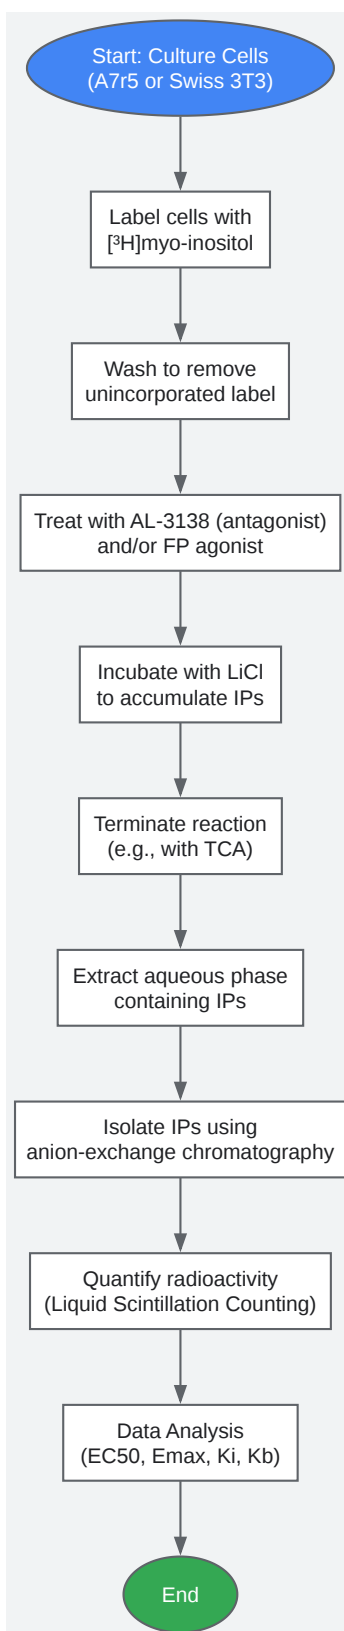 Start: Culture Cells
(A7r5 or Swiss 3T3)
Label cells with
[³H]myo-inositol
Wash to remove
unincorporated label
Treat with AL-3138 (antagonist)
and/or FP agonist
Incubate with LiCl
to accumulate IPs
Terminate reaction
(e.g., with TCA)
Extract aqueous phase
containing IPs
Isolate IPs using
anion-exchange chromatography
Quantify radioactivity
(Liquid Scintillation Counting)
Data Analysis
(EC50, Emax, Ki, Kb)
End